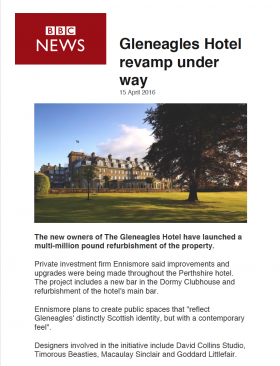 BBC
NEWS
Gleneagles Hotel
revamp under
way
15 April 2016
The new owners of The Gleneagles Hotel have launched a
multi-million pound refurbishment of the property.
Private investment firm Ennismore said improvements and
upgrades were being made throughout the Perthshire hotel.
The project includes a new bar in the Dormy Clubhouse and
refurbishment of the hotel's main bar.
Ennismore plans to create public spaces that "reflect
Gleneagles' distinctly Scottish identity, but with a contemporary
feel".
Designers involved in the initiative include David Collins Studio,
Timorous Beasties, Macaulay Sinclair and Goddard Littlefair.